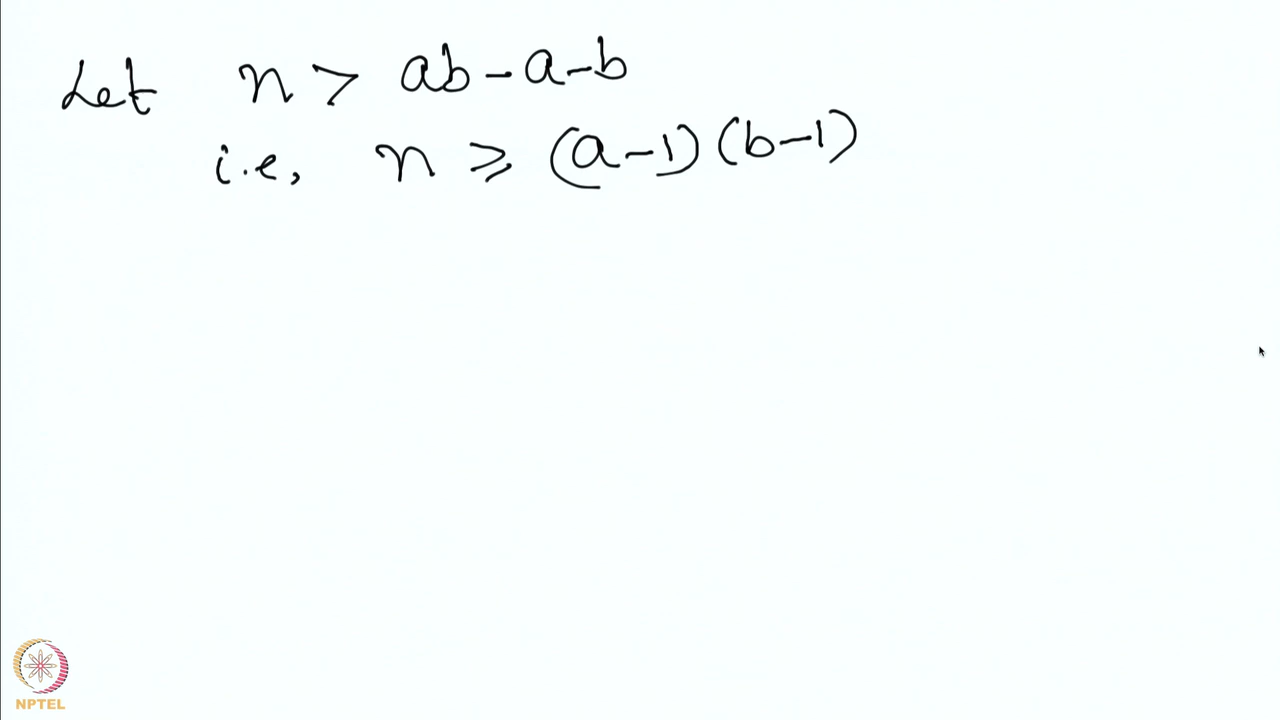 Let n > ab - a - b
i.e, n ⩾ (a-1) (b-1)
NPTEL